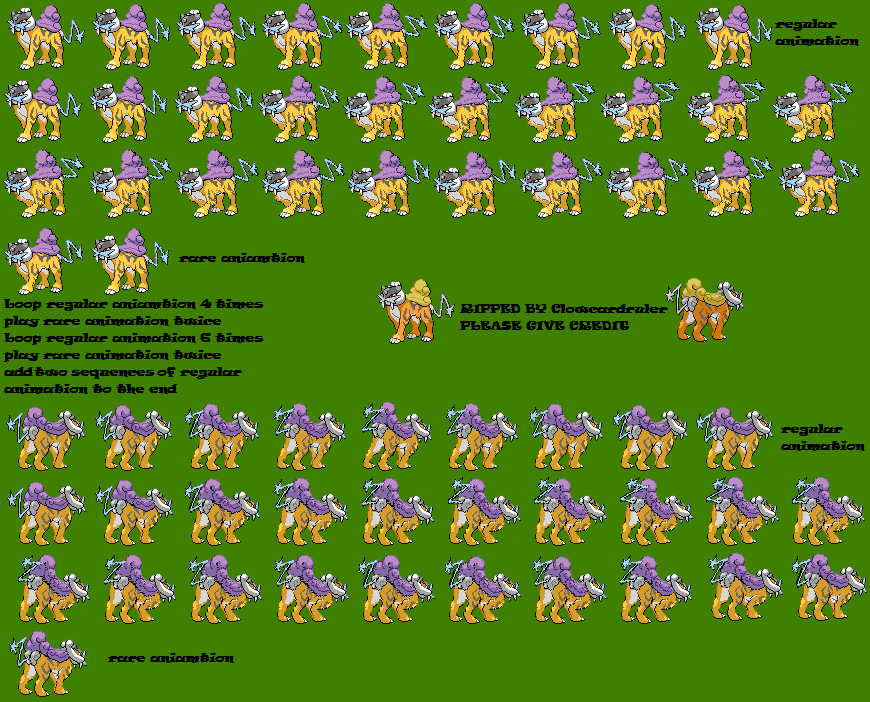 regular
animation
rare aniamtion
Loop regular aniamtion 4 times
play rare animation twice
Loop regular animation 6 times
play rare animation twice
add two sequences of regular
animation to the end
RIPPED BY Clowcardruler
PLEASE GIVE CREDIT
regular
animation
rare aniamtion